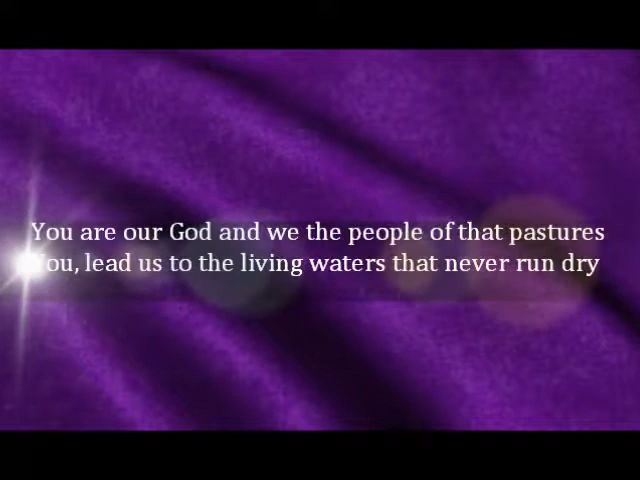 You are our God and we the people of that pastures
You, lead us to the living waters that never run dry